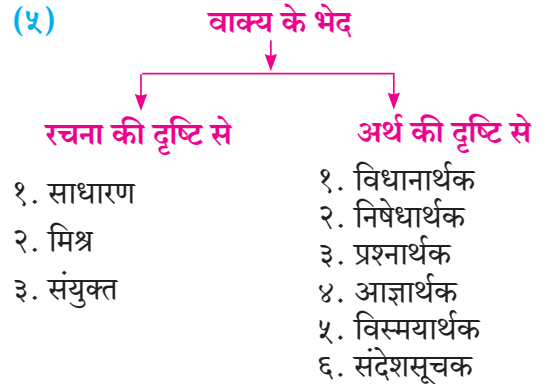 (५)
वाक्य के भेद
रचना की दृष्टि से
१. साधारण
२. मिश्र
३. संयुक्त
अर्थ की दृष्टि से
१. विधानार्थक
२. निषेधार्थक
३. प्रश्नार्थक
४. आज्ञार्थक
५. विस्मयार्थक
६. संदेशसूचक